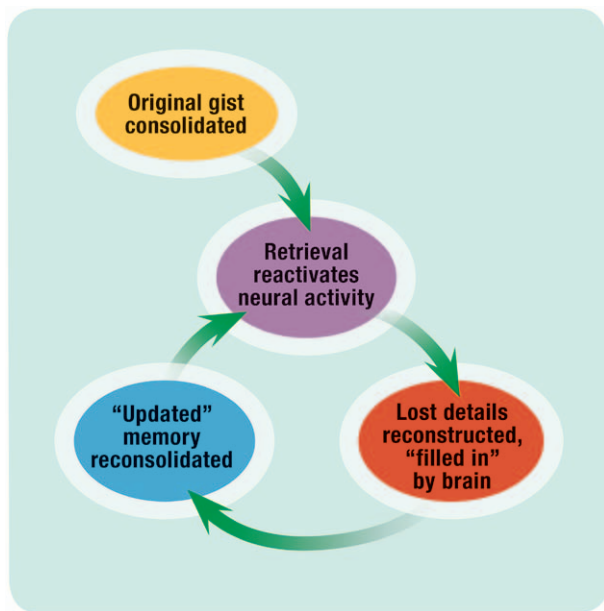 Original gist
consolidated
Retrieval
reactivates
neural activity
Lost details
reconstructed,
“filled in”
by brain
“Updated”
memory
reconsolidated